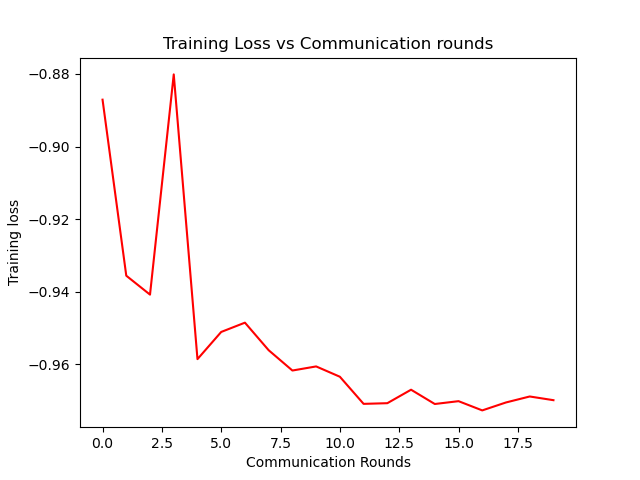 Training Loss vs Communication rounds
−0.88
−0.90
−0.92
−0.94
−0.96
Training loss
0.0 2.5 5.0 7.5 10.0 12.5 15.0 17.5
Communication Rounds